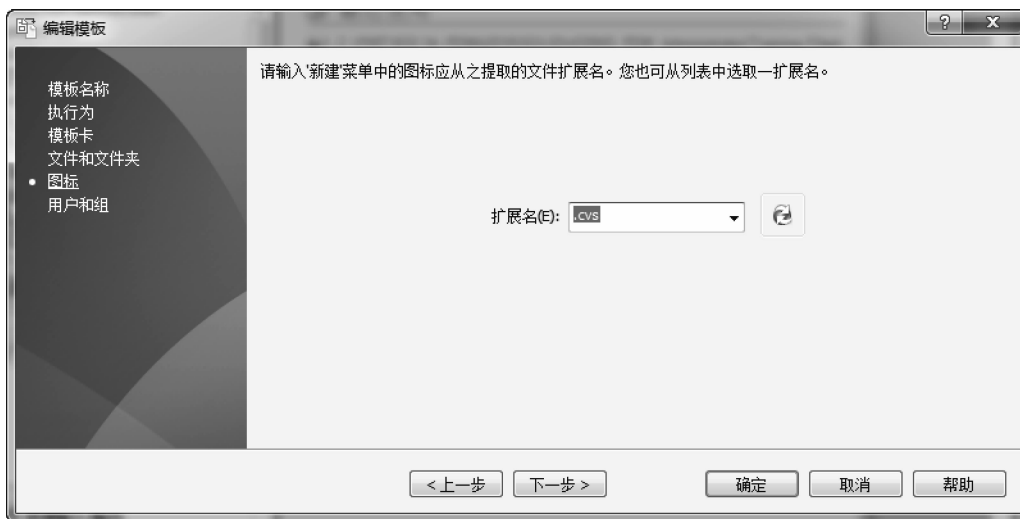 编辑模板
?
X
请输入'新建'菜单中的图标应从之提取的文件扩展名。您也可从列表中选取一扩展名。
模板名称
执行为
模板卡
文件和文件夹
图标
用户和组
扩展名(E): .cvs
<上一步 下一步> 确定 取消 帮助